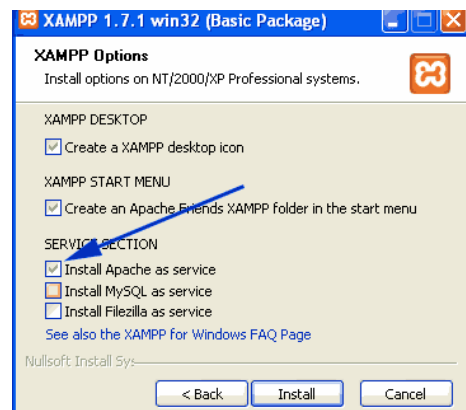 XAMPP 1.7.1 win32 (Basic Package)
XAMPP Options
Install options on NT/2000/XP Professional systems.
XAMPP DESKTOP
Create a XAMPP desktop icon
XAMPP START MENU
Create an Apache Friends XAMPP folder in the start menu
SERVICE SECTION
Install Apache as service
Install MySQL as service
Install Filezilla as service
See also the XAMPP for Windows FAQ Page
Nullsoft Install Sys
< Back Install Cancel